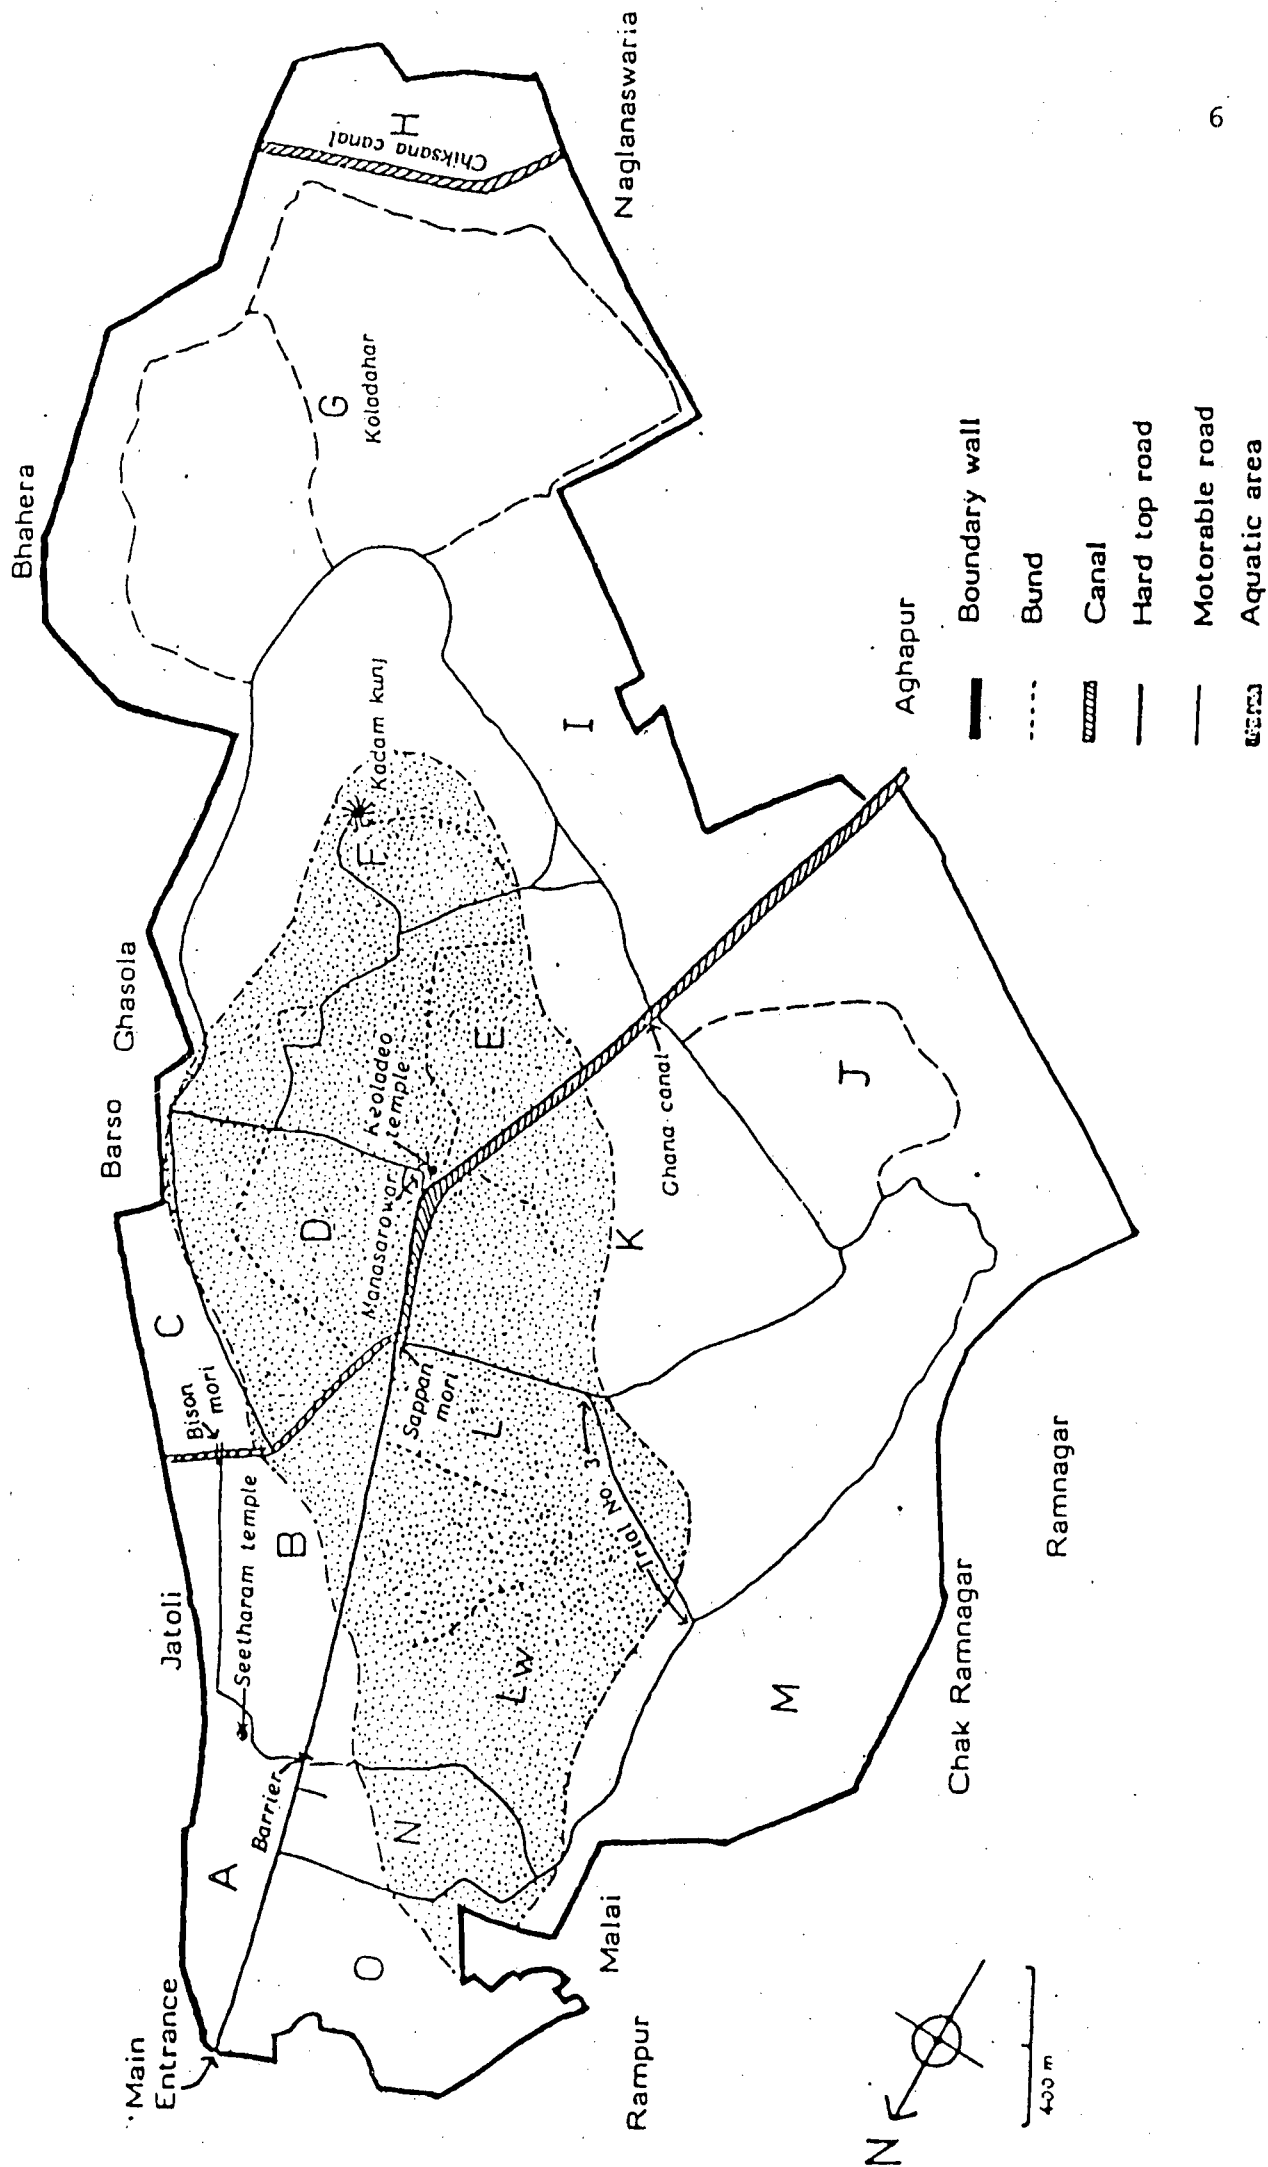 6
Bhahera
Naglanaswaria
H
Chiksana canal
G
Koladahar
Ghasola
Barso
Kadam kunj
F
I
Aghapur
Keoladeo
temple
E
Manasarowar
D
C
Bison
mori
Sappan
mori
L
K
Ghana canal
J
Jatoli
Seetharam temple
B
Trial No 3
Lw
M
Ramnagar
Chak Ramnagar
Barrier
A
N
O
Main
Entrance
Malai
Rampur
N
400 m
Boundary wall
Bund
Canal
Hard top road
Motorable road
Aquatic area